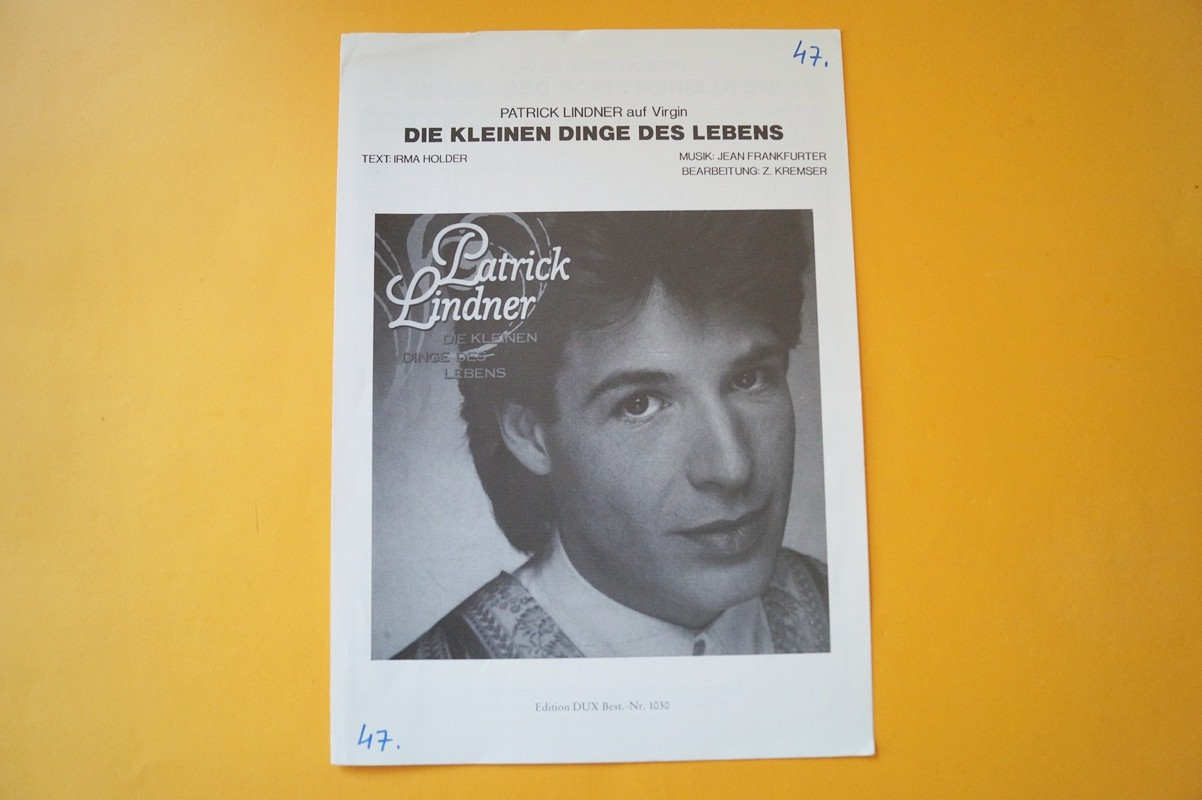 47.
PATRICK LINDNER auf Virgin
DIE KLEINEN DINGE DES LEBENS
TEXT: IRMA HOLDER
MUSIK: JEAN FRANKFURTER
BEARBEITUNG: Z. KREMSER
Patrick
Lindner
DIE KLEINEN
DINGE DES
LEBENS
Edition DUX Best.-Nr. 1030
47.